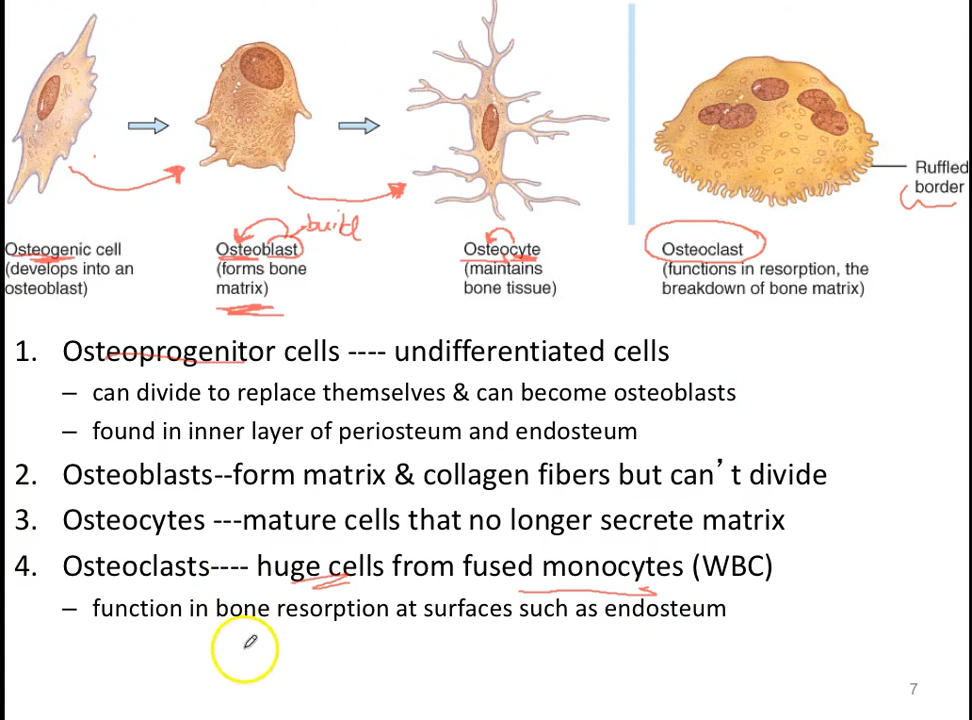 Ruffled
border
build
Osteogenic cell
(develops into an
osteoblast)
Osteoblast
(forms bone
matrix)
Osteocyte
(maintains
bone tissue)
Osteoclast
(functions in resorption, the
breakdown of bone matrix)
1. Osteoprogenitor cells ---- undifferentiated cells
– can divide to replace themselves & can become osteoblasts
– found in inner layer of periosteum and endosteum
2. Osteoblasts--form matrix & collagen fibers but can’t divide
3. Osteocytes ---mature cells that no longer secrete matrix
4. Osteoclasts---- huge cells from fused monocytes (WBC)
– function in bone resorption at surfaces such as endosteum
7